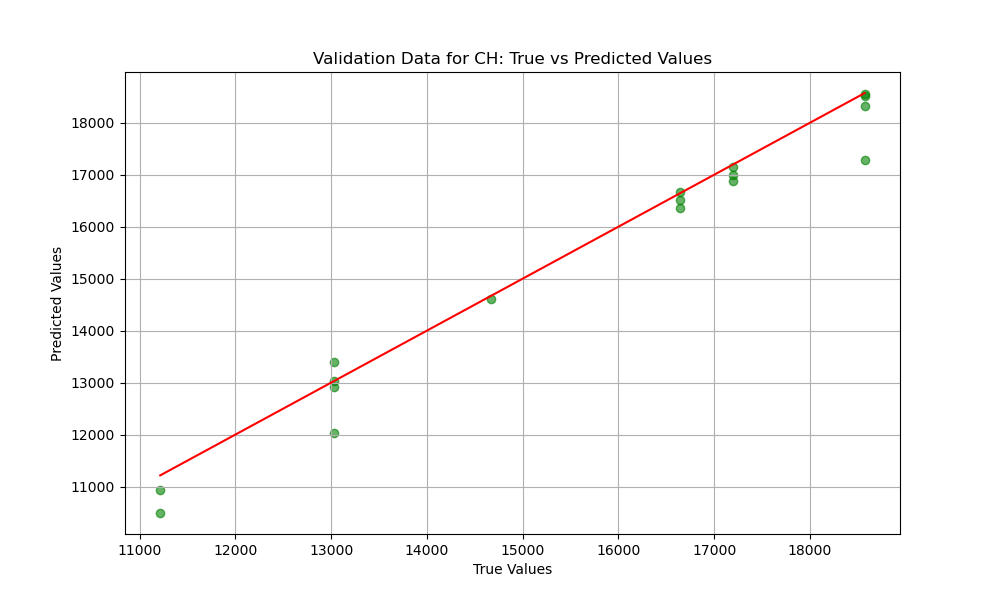 Validation Data for CH: True vs Predicted Values
18000
17000
16000
15000
14000
13000
12000
11000
Predicted Values
11000 12000 13000 14000 15000 16000 17000 18000
True Values